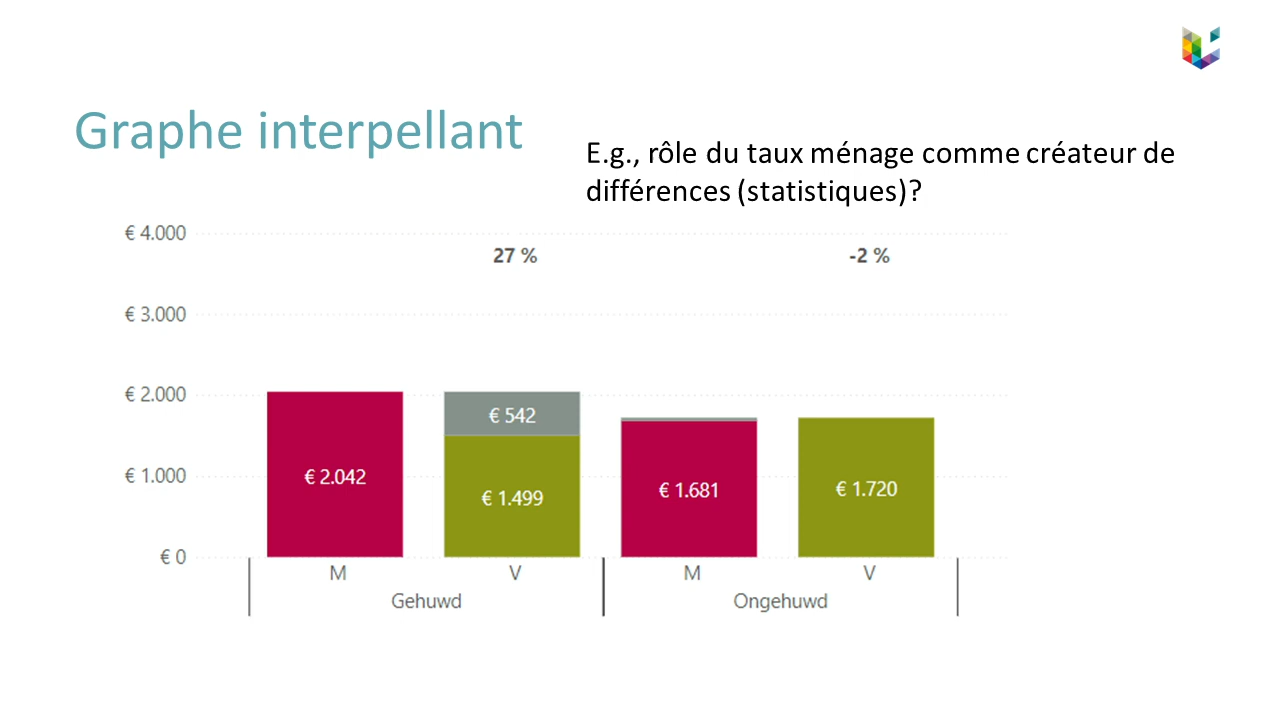 Graphe interpellant
E.g., rôle du taux ménage comme créateur de
différences (statistiques)?
€ 4.000
27 %
-2 %
€ 3.000
€ 2.000
€ 542
€ 1.000
€ 2.042
€ 1.499
€ 1.681
€ 1.720
€ 0
M
V
M
V
Gehuwd
Ongehuwd